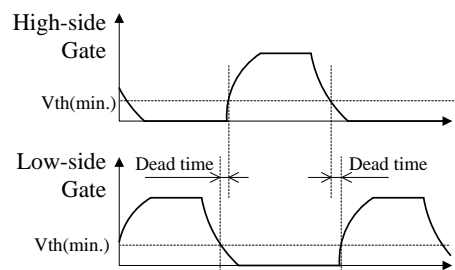 High-side
Gate
Vth(min.)
Low-side
Gate
Dead time
Dead time
Vth(min.)